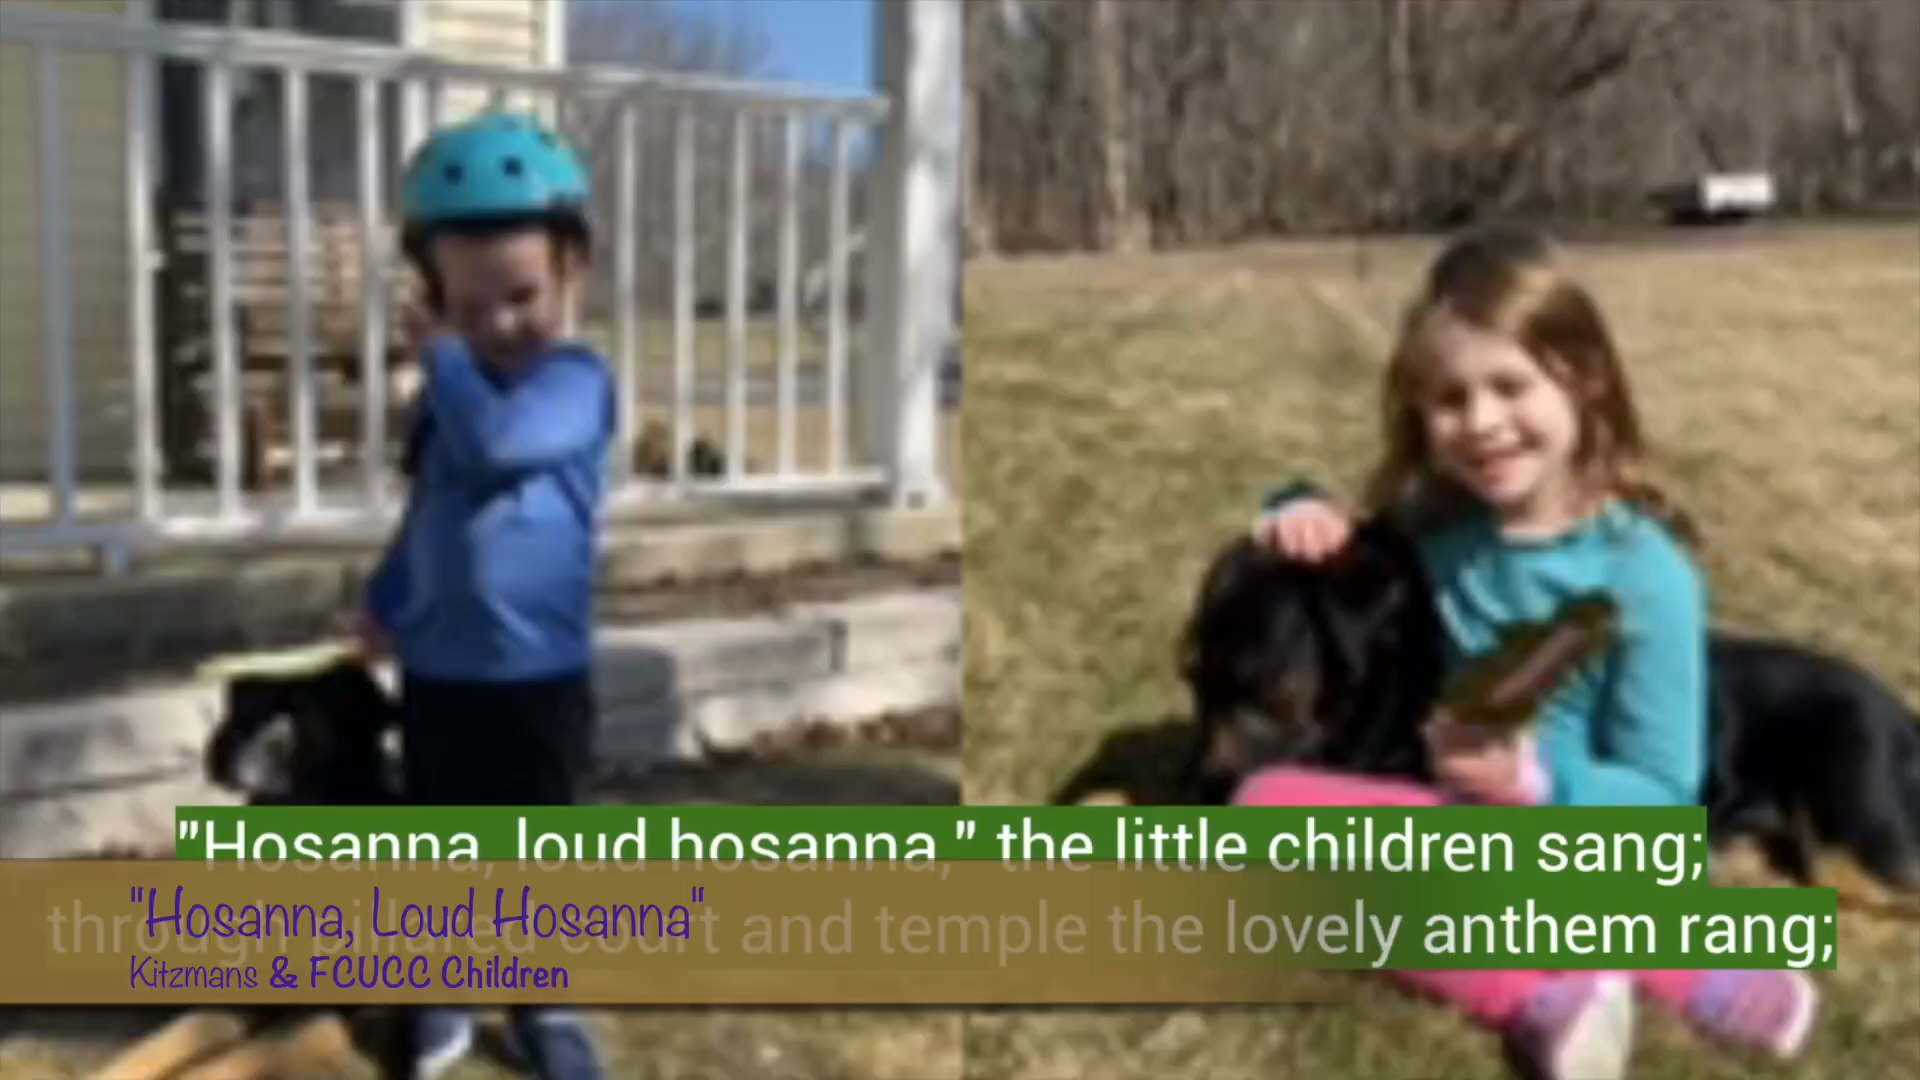 "Hosanna, loud hosanna," the little children sang;
through pillared court and temple the lovely anthem rang;
"Hosanna, Loud Hosanna"
Kitzmans & FCUCC Children